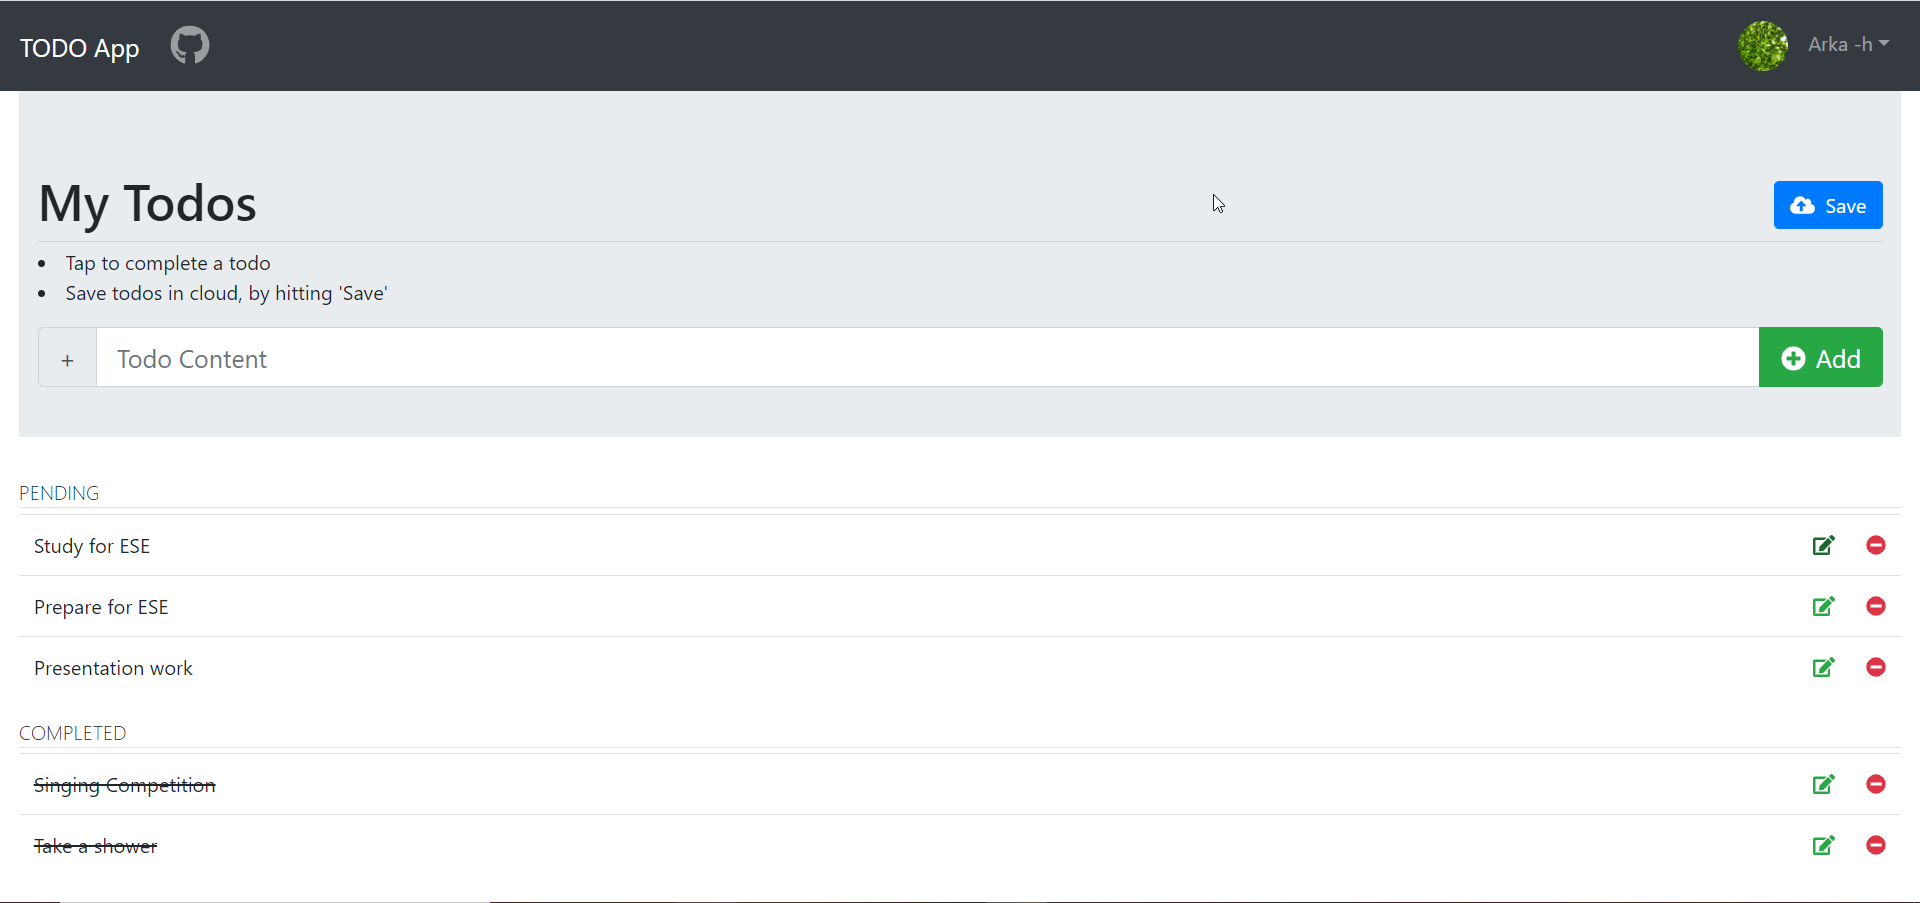 TODO App
Arka -h
My Todos
Save
Tap to complete a todo
Save todos in cloud, by hitting 'Save'
+ Todo Content
Add
PENDING
Study for ESE
Prepare for ESE
Presentation work
COMPLETED
Singing Competition
Take a shower